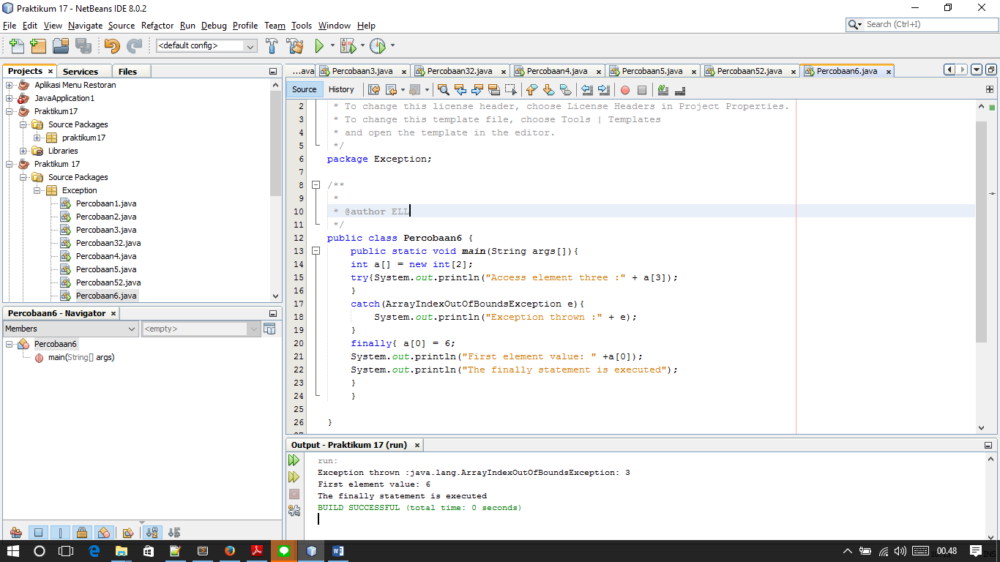 Praktikum 17 - NetBeans IDE 8.0.2
File Edit View Navigate Source Refactor Run Debug Profile Team Tools Window Help
Search (Ctrl+I)
<default config>
Projects Services Files
Aplikasi Menu Restoran
JavaApplication1
Praktikum17
Source Packages
praktikum17
Libraries
Praktikum 17
Source Packages
Exception
Percobaan1.java
Percobaan2.java
Percobaan3.java
Percobaan32.java
Percobaan4.java
Percobaan5.java
Percobaan52.java
Percobaan6.java
Percobaan6 - Navigator
Members <empty>
Percobaan6
main(String[] args)
...ava Percobaan3.java Percobaan32.java Percobaan4.java Percobaan5.java Percobaan52.java Percobaan6.java
Source History
2 * To change this license header, choose License Headers in Project Properties.
3 * To change this template file, choose Tools | Templates
4 * and open the template in the editor.
5 */
6 package Exception;
7
8 /**
9 *
10 * @author ELL
11 */
12 public class Percobaan6 {
13 public static void main(String args[]){
14 int a[] = new int[2];
15 try{System.out.println("Access element three :" + a[3]);
16 }
17 catch(ArrayIndexOutOfBoundsException e){
18 System.out.println("Exception thrown :" + e);
19 }
20 finally{ a[0] = 6;
21 System.out.println("First element value: " +a[0]);
22 System.out.println("The finally statement is executed");
23 }
24 }
25
26 }
Output - Praktikum 17 (run)
run:
Exception thrown :java.lang.ArrayIndexOutOfBoundsException: 3
First element value: 6
The finally statement is executed
BUILD SUCCESSFUL (total time: 0 seconds)
00.48
INS